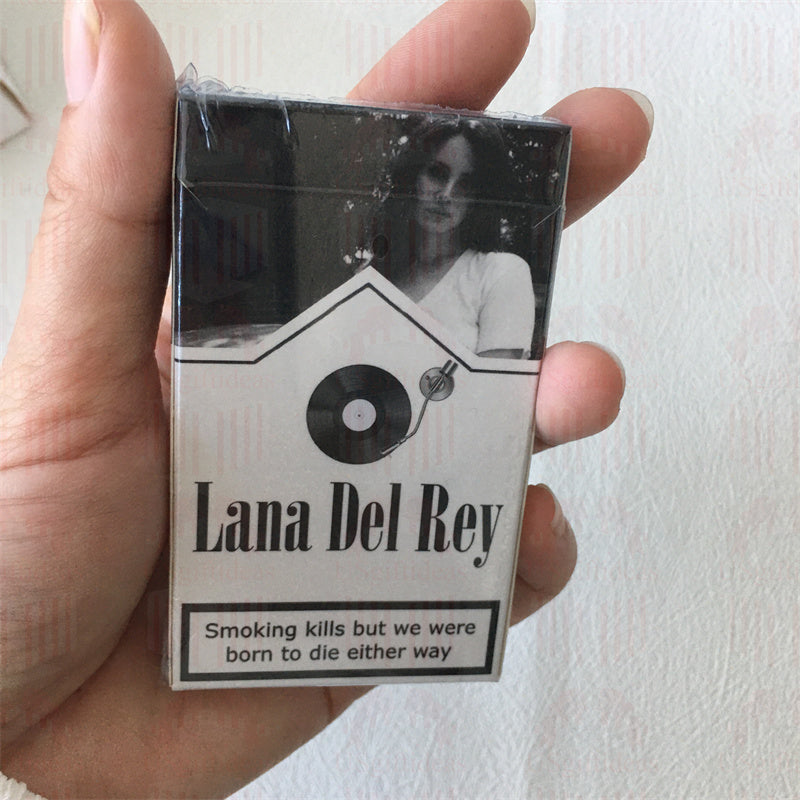 Lana Del Rey
Smoking kills but we were
born to die either way